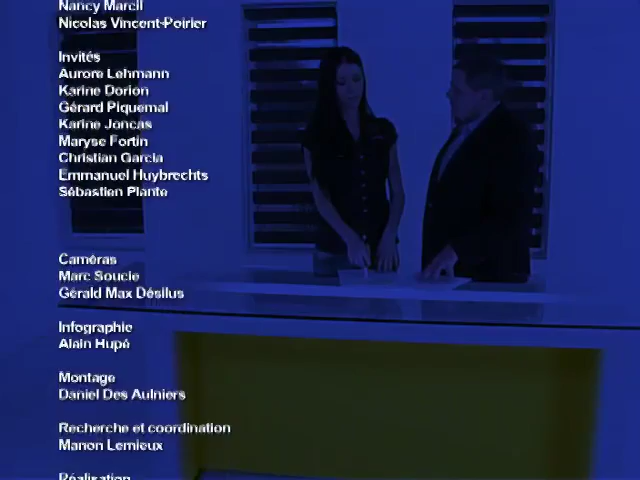 Nancy Marcil
Nicolas Vincent-Poirier
Invités
Aurore Lehmann
Karine Dorion
Gérard Piquemal
Karine Joncas
Maryse Fortin
Christian Garcia
Emmanuel Huybrechts
Sébastien Plante
Caméras
Marc Soucie
Gérald Max Désilus
Infographie
Alain Hupé
Montage
Daniel Des Aulniers
Recherche et coordination
Manon Lemieux
Réalisation